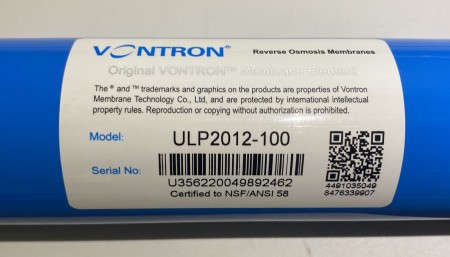 VONTRON® Reverse Osmosis Membranes
Original VONTRON™ Membrane Element
The ® and ™ trademarks and graphics on the products are properties of Vontron
Membrane Technology Co., Ltd, and are protected by international intellectual
property rules. Reproduction or copying without authorization is prohibited.
Model: ULP2012-100
Serial No:
U356220049892462
Certified to NSF/ANSI 58
4491035049
8476339907